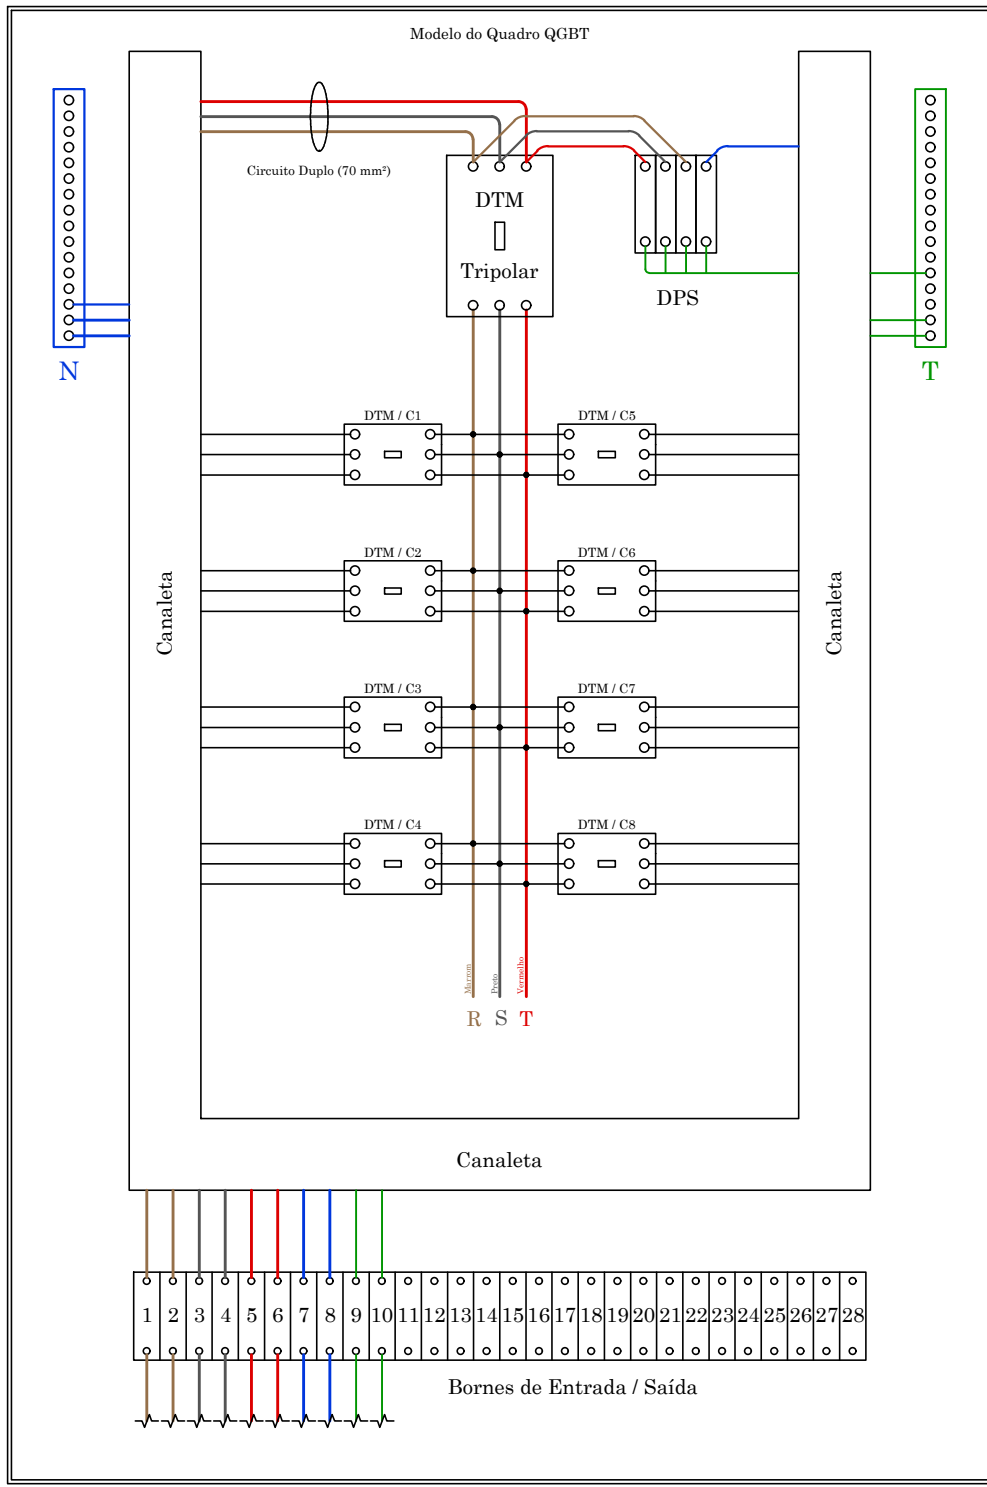 Modelo do Quadro QGBT
Circuito Duplo (70 mm²)
DTM
Tripolar
DPS
N
T
DTM / C1
DTM / C5
DTM / C2
DTM / C6
Canaleta
Canaleta
DTM / C3
DTM / C7
DTM / C4
DTM / C8
Marrom
Preto
Vermelho
R S T
Canaleta
1 2 3 4 5 6 7 8 9 10 11 12 13 14 15 16 17 18 19 20 21 22 23 24 25 26 27 28
Bornes de Entrada / Saída